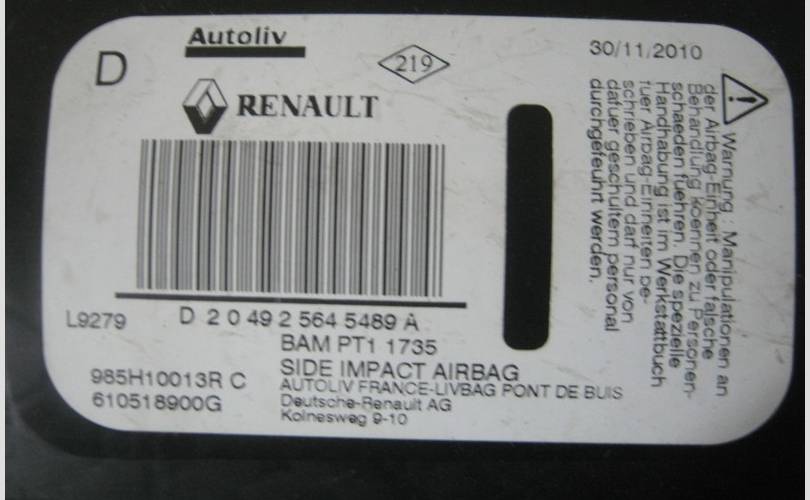 D
Autoliv
219
30/11/2010
RENAULT
L9279
D 2 0 49 2 564 5489 A
BAM PT1 1735
985H10013R C
610518900G
SIDE IMPACT AIRBAG
AUTOLIV FRANCE-LIVBAG PONT DE BUIS
Deutsche-Renault AG
Kolnesweg 9-10
Warnung : Manipulationen an
der Airbag-Einheit oder falsche
Behandlung koennen zu Personen-
schaeden fuehren. Die spezielle
Handhabung ist im Werkstattbuch
fuer Airbag-Einheiten be-
schrieben und darf nur von
dafuer geschultem personal
durchgefuehrt werden.